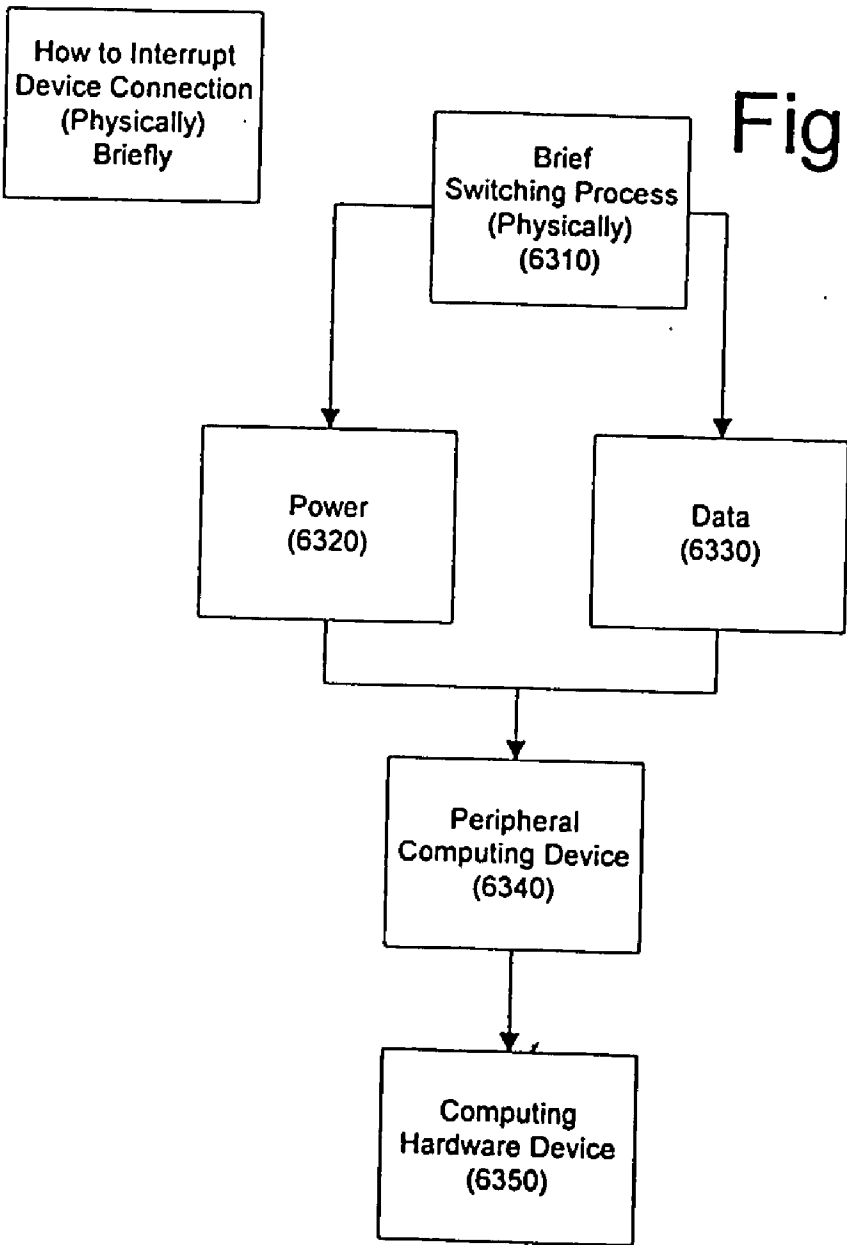 How to Interrupt
Device Connection
(Physically)
Briefly
Fig
Brief
Switching Process
(Physically)
(6310)
Power
(6320)
Data
(6330)
Peripheral
Computing Device
(6340)
Computing
Hardware Device
(6350)